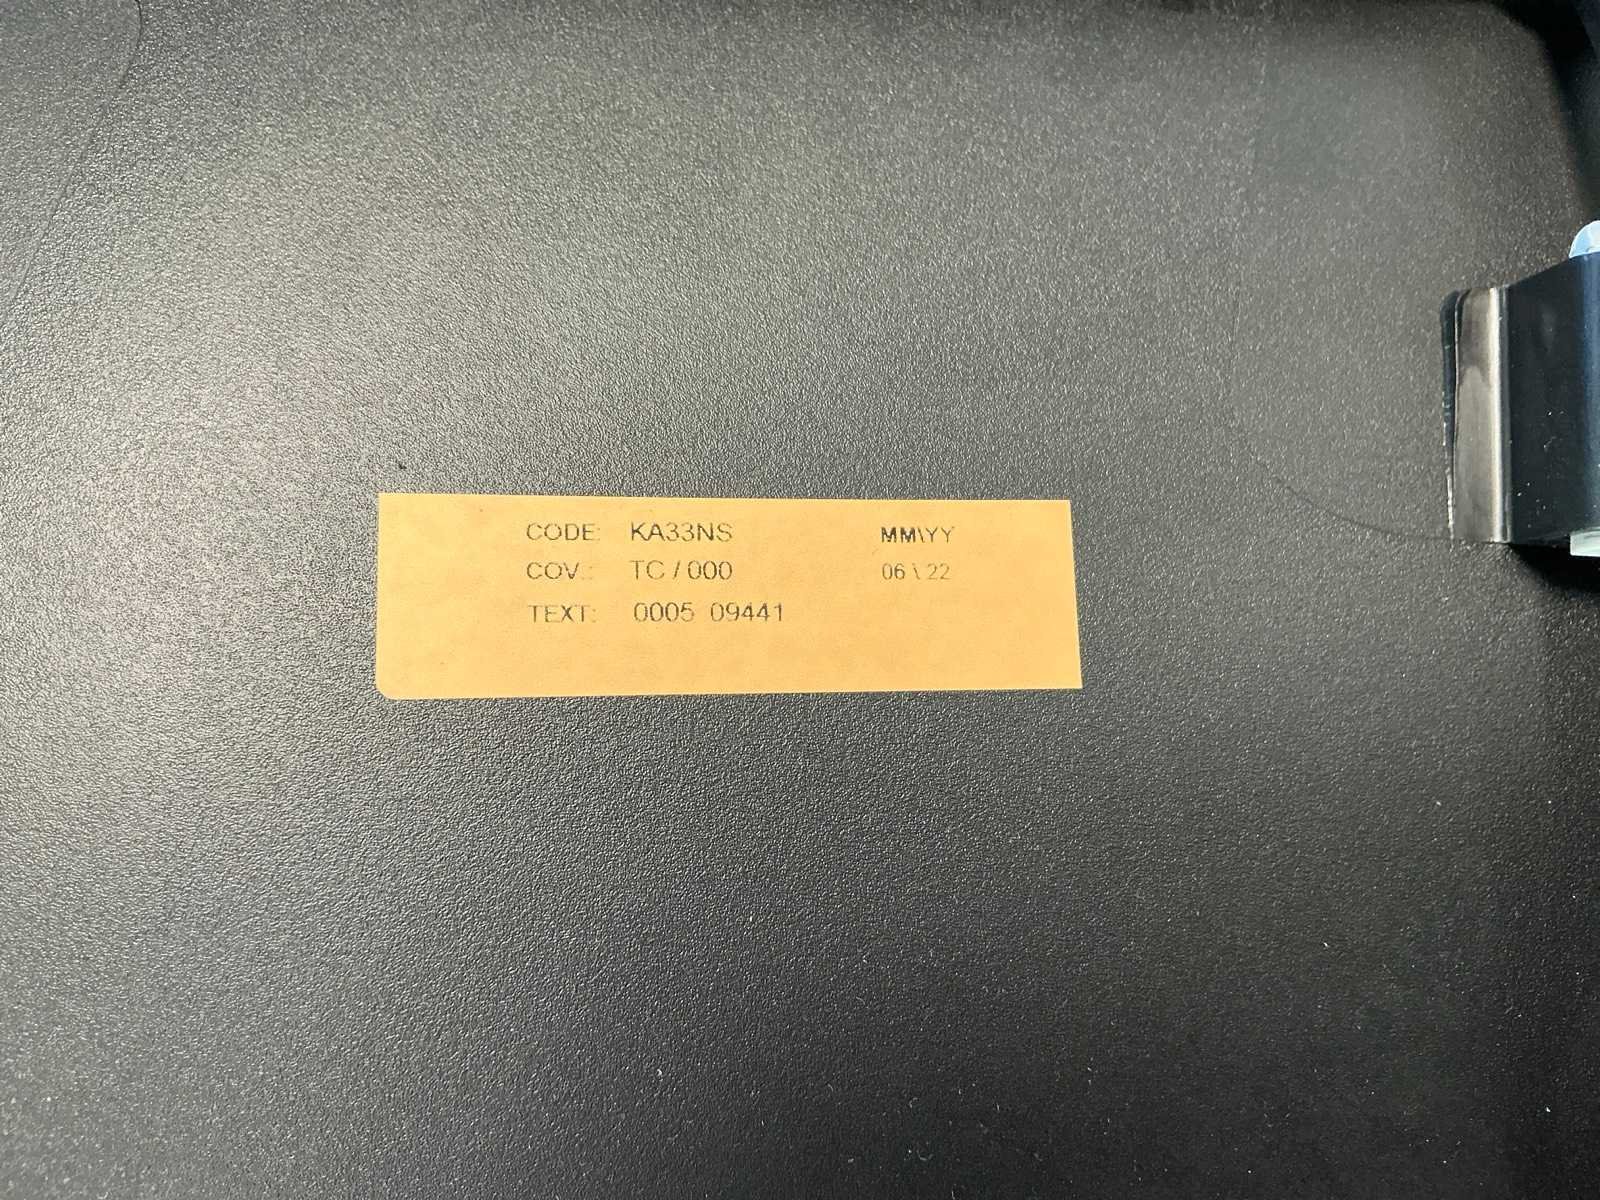 CODE: KA33NS MM\YY
COV.: TC / 000 06 \ 22
TEXT: 0005 09441